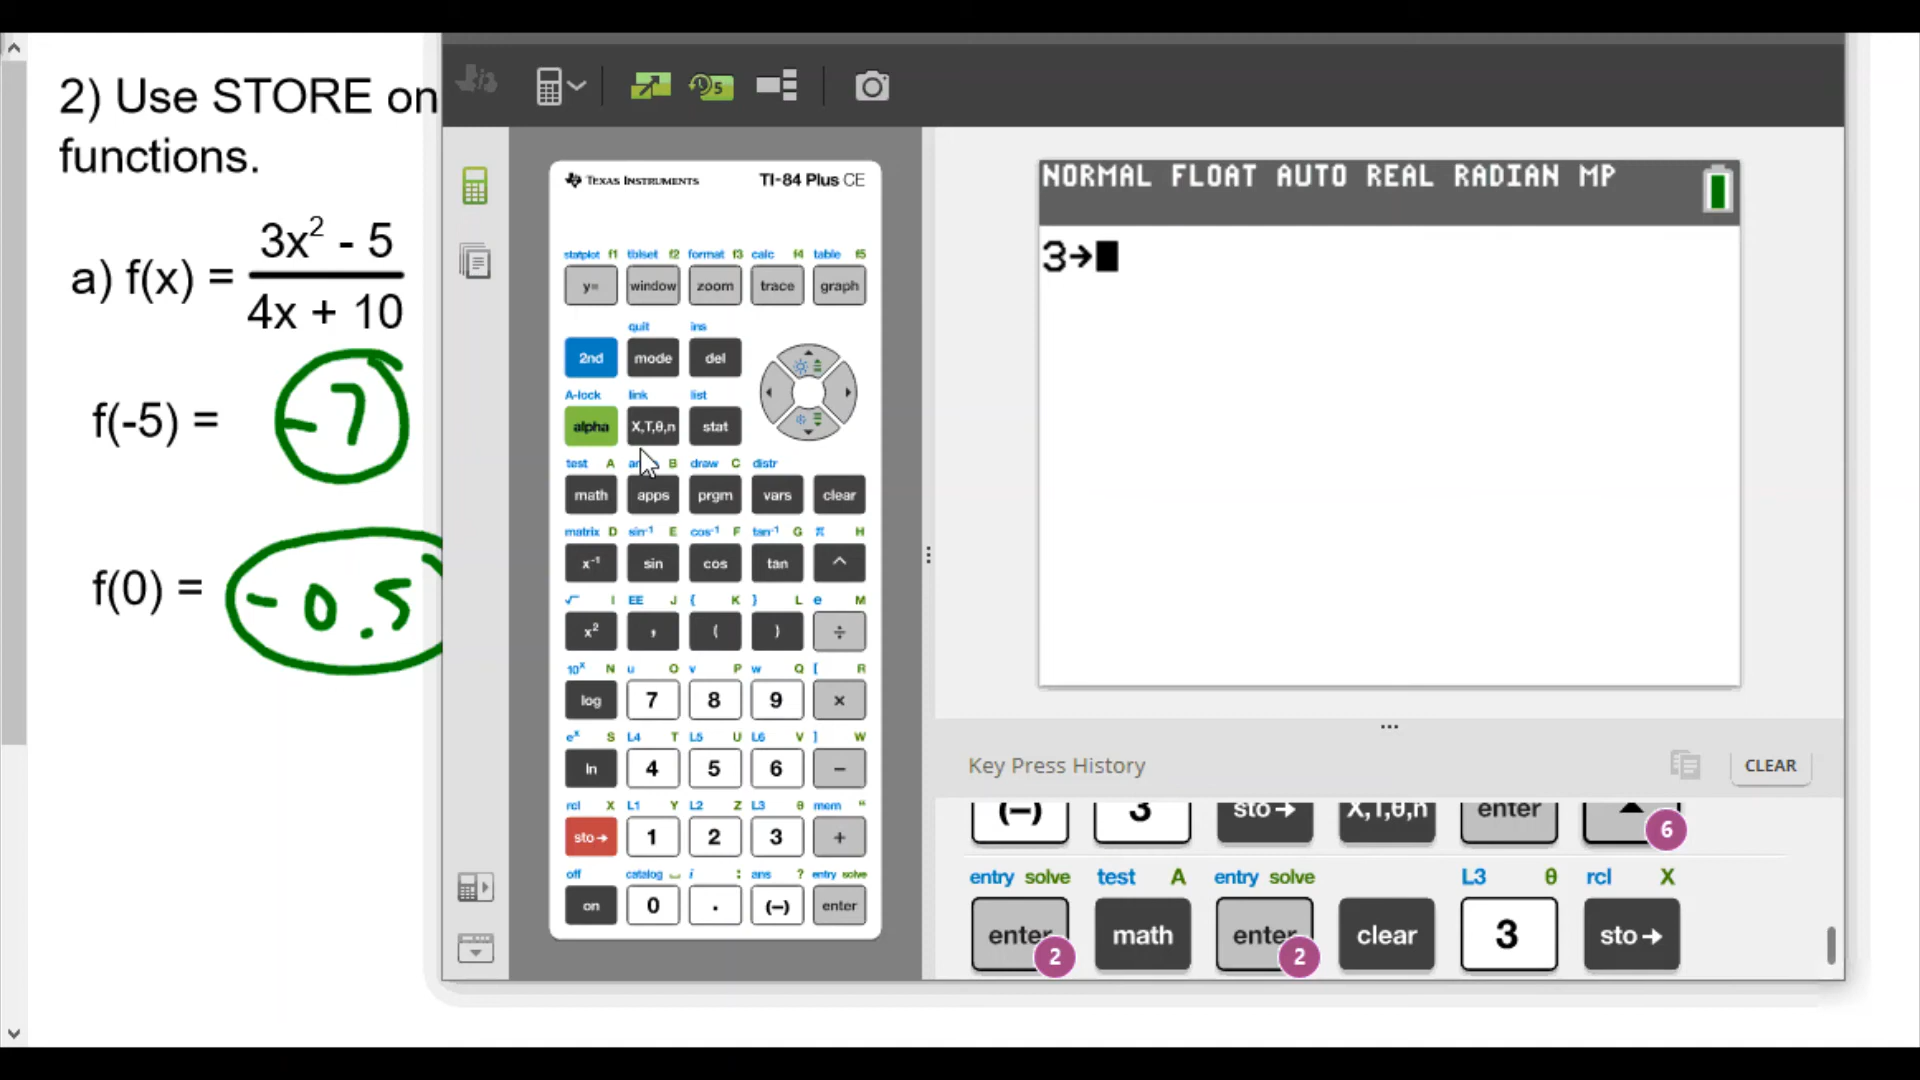 2) Use STORE on
functions.
a) f(x) = 3x² - 5
4x + 10
f(-5) = -7
f(0) = -0.5
5
TEXAS INSTRUMENTS TI-84 Plus CE
statplot f1 tblset f2 format f3 calc f4 table f5
y= window zoom trace graph
quit ins
2nd mode del
A-lock link list
alpha X,T,θ,n stat
test A B draw C distr
math apps prgm vars clear
matrix D sin⁻¹ E cos⁻¹ F tan⁻¹ G π H
x⁻¹ sin cos tan ^
√ I EE J { K } L e M
x² , ( ) ÷
10ˣ N u O v P w Q [ R
log 7 8 9 ×
eˣ S L4 T L5 U L6 V ] W
ln 4 5 6 −
rcl X L1 Y L2 Z L3 θ mem "
sto→ 1 2 3 +
off catalog ⎵ i : ans ? entry solve
on 0 . (−) enter
NORMAL FLOAT AUTO REAL RADIAN MP
3→
Key Press History CLEAR
(−) 3 sto→ X,T,θ,n enter 6
entry solve test A entry solve L3 θ rcl X
enter 2 math enter 2 clear 3 sto→